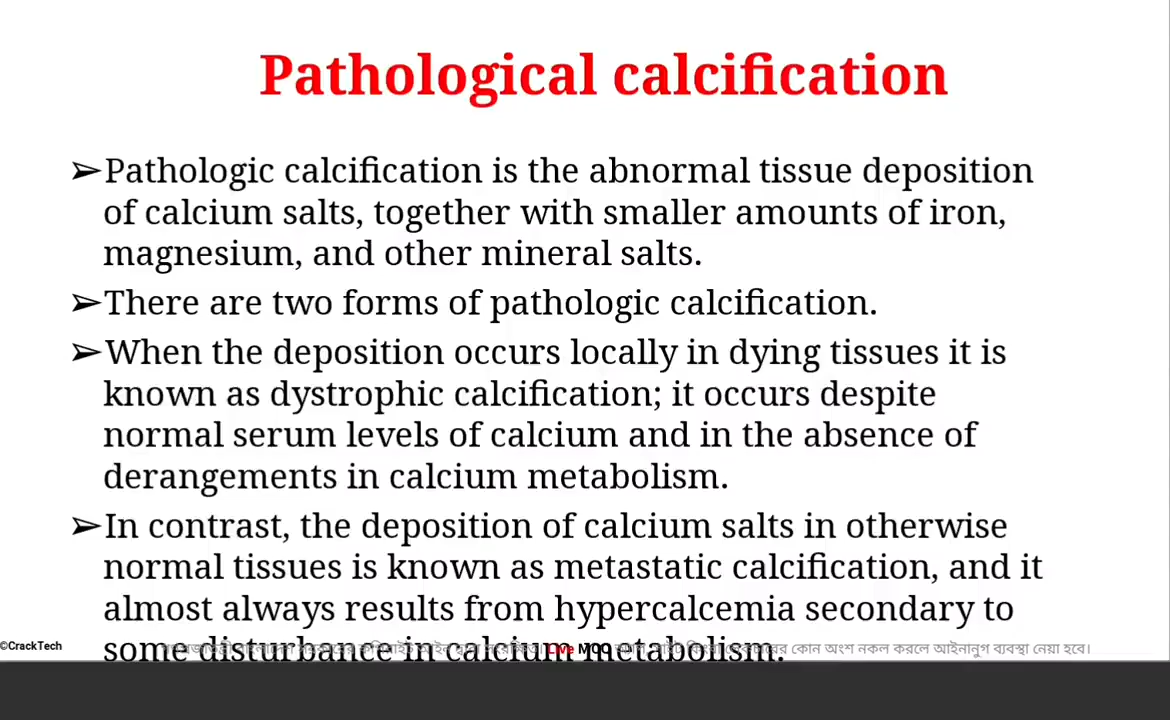 Pathological calcification
➢Pathologic calcification is the abnormal tissue deposition
of calcium salts, together with smaller amounts of iron,
magnesium, and other mineral salts.
➢There are two forms of pathologic calcification.
➢When the deposition occurs locally in dying tissues it is
known as dystrophic calcification; it occurs despite
normal serum levels of calcium and in the absence of
derangements in calcium metabolism.
➢In contrast, the deposition of calcium salts in otherwise
normal tissues is known as metastatic calcification, and it
almost always results from hypercalcemia secondary to
some disturbance in calcium metabolism.
©CrackTech
Live MCQ
কোন অংশ নকল করলে আইনানুগ ব্যবস্থা নেয়া হবে।